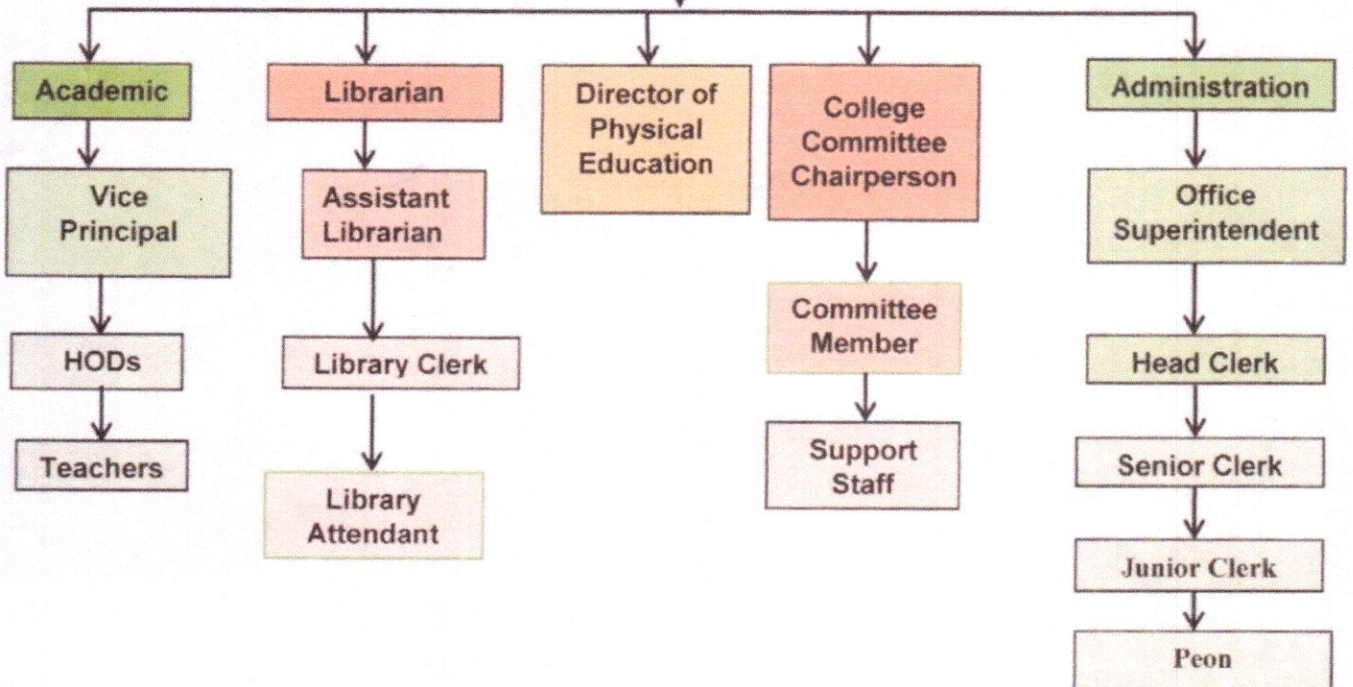 Academic
Vice
Principal
HODs
Teachers
Librarian
Assistant
Librarian
Library Clerk
Library
Attendant
Director of
Physical
Education
College
Committee
Chairperson
Committee
Member
Support
Staff
Administration
Office
Superintendent
Head Clerk
Senior Clerk
Junior Clerk
Peon